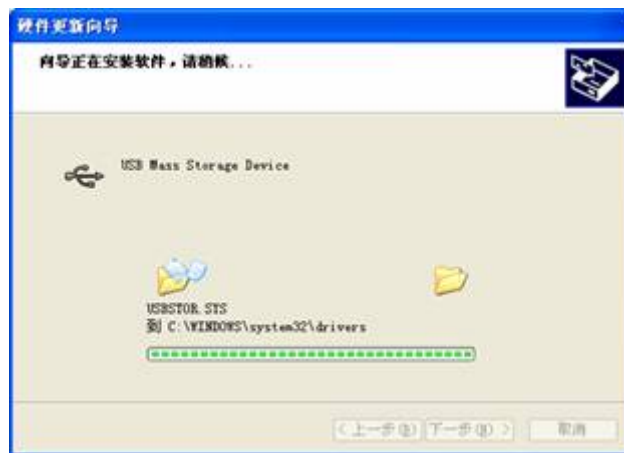 硬件更新向导
向导正在安装软件，请稍候...
USB Mass Storage Device
USBSTOR.SYS
到 C:\WINDOWS\system32\drivers
<上一步(B) 下一步(N)> 取消